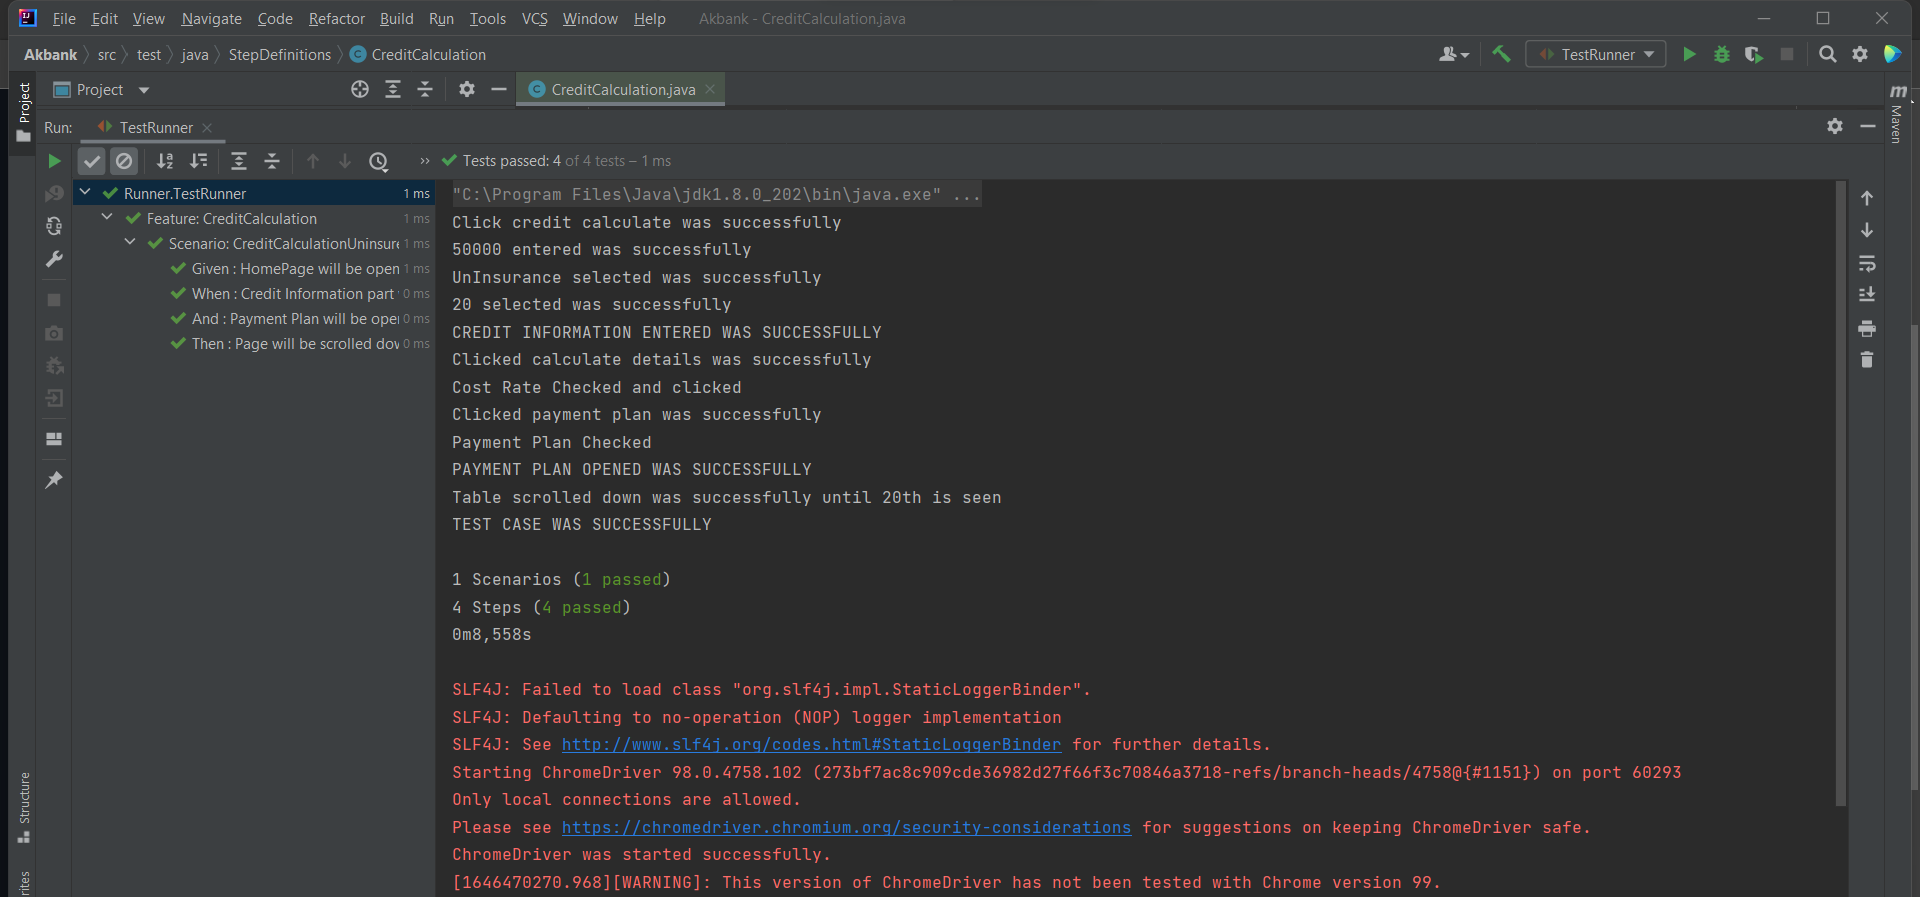 File Edit View Navigate Code Refactor Build Run Tools VCS Window Help Akbank - CreditCalculation.java
Akbank src test java StepDefinitions CreditCalculation TestRunner
Project CreditCalculation.java
Run: TestRunner
Tests passed: 4 of 4 tests – 1 ms
Runner.TestRunner 1 ms
Feature: CreditCalculation 1 ms
Scenario: CreditCalculationUninsure 1 ms
Given : HomePage will be open 1 ms
When : Credit Information part 0 ms
And : Payment Plan will be ope 0 ms
Then : Page will be scrolled dov 0 ms
"C:\Program Files\Java\jdk1.8.0_202\bin\java.exe" ...
Click credit calculate was successfully
50000 entered was successfully
UnInsurance selected was successfully
20 selected was successfully
CREDIT INFORMATION ENTERED WAS SUCCESSFULLY
Clicked calculate details was successfully
Cost Rate Checked and clicked
Clicked payment plan was successfully
Payment Plan Checked
PAYMENT PLAN OPENED WAS SUCCESSFULLY
Table scrolled down was successfully until 20th is seen
TEST CASE WAS SUCCESSFULLY
1 Scenarios (1 passed)
4 Steps (4 passed)
0m8,558s
SLF4J: Failed to load class "org.slf4j.impl.StaticLoggerBinder".
SLF4J: Defaulting to no-operation (NOP) logger implementation
SLF4J: See http://www.slf4j.org/codes.html#StaticLoggerBinder for further details.
Starting ChromeDriver 98.0.4758.102 (273bf7ac8c909cde36982d27f66f3c70846a3718-refs/branch-heads/4758@{#1151}) on port 60293
Only local connections are allowed.
Please see https://chromedriver.chromium.org/security-considerations for suggestions on keeping ChromeDriver safe.
ChromeDriver was started successfully.
[1646470270.968][WARNING]: This version of ChromeDriver has not been tested with Chrome version 99.
Project
Structure
rites
Maven